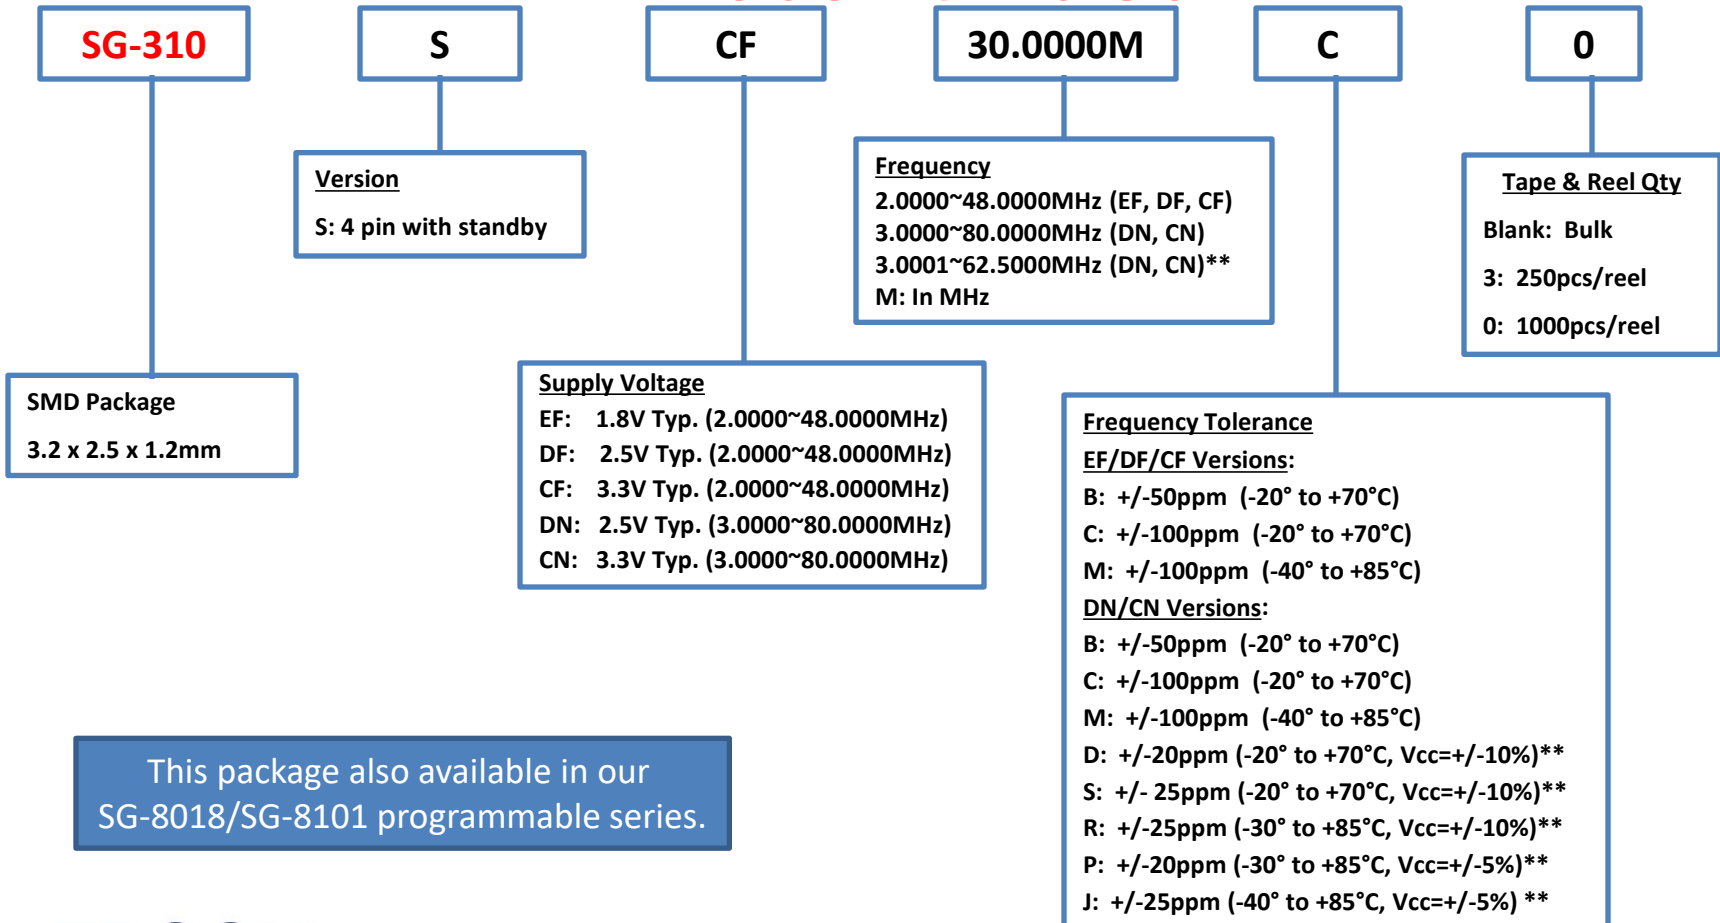 SG-310
S
CF
30.0000M
C
0
Version
S: 4 pin with standby
Frequency
2.0000~48.0000MHz (EF, DF, CF)
3.0000~80.0000MHz (DN, CN)
3.0001~62.5000MHz (DN, CN)**
M: In MHz
Tape & Reel Qty
Blank: Bulk
3: 250pcs/reel
0: 1000pcs/reel
SMD Package
3.2 x 2.5 x 1.2mm
Supply Voltage
EF: 1.8V Typ. (2.0000~48.0000MHz)
DF: 2.5V Typ. (2.0000~48.0000MHz)
CF: 3.3V Typ. (2.0000~48.0000MHz)
DN: 2.5V Typ. (3.0000~80.0000MHz)
CN: 3.3V Typ. (3.0000~80.0000MHz)
Frequency Tolerance
EF/DF/CF Versions:
B: +/-50ppm (-20° to +70°C)
C: +/-100ppm (-20° to +70°C)
M: +/-100ppm (-40° to +85°C)
DN/CN Versions:
B: +/-50ppm (-20° to +70°C)
C: +/-100ppm (-20° to +70°C)
M: +/-100ppm (-40° to +85°C)
D: +/-20ppm (-20° to +70°C, Vcc=+/-10%)**
S: +/- 25ppm (-20° to +70°C, Vcc=+/-10%)**
R: +/-25ppm (-30° to +85°C, Vcc=+/-10%)**
P: +/-20ppm (-30° to +85°C, Vcc=+/-5%)**
J: +/-25ppm (-40° to +85°C, Vcc=+/-5%) **
This package also available in our
SG-8018/SG-8101 programmable series.